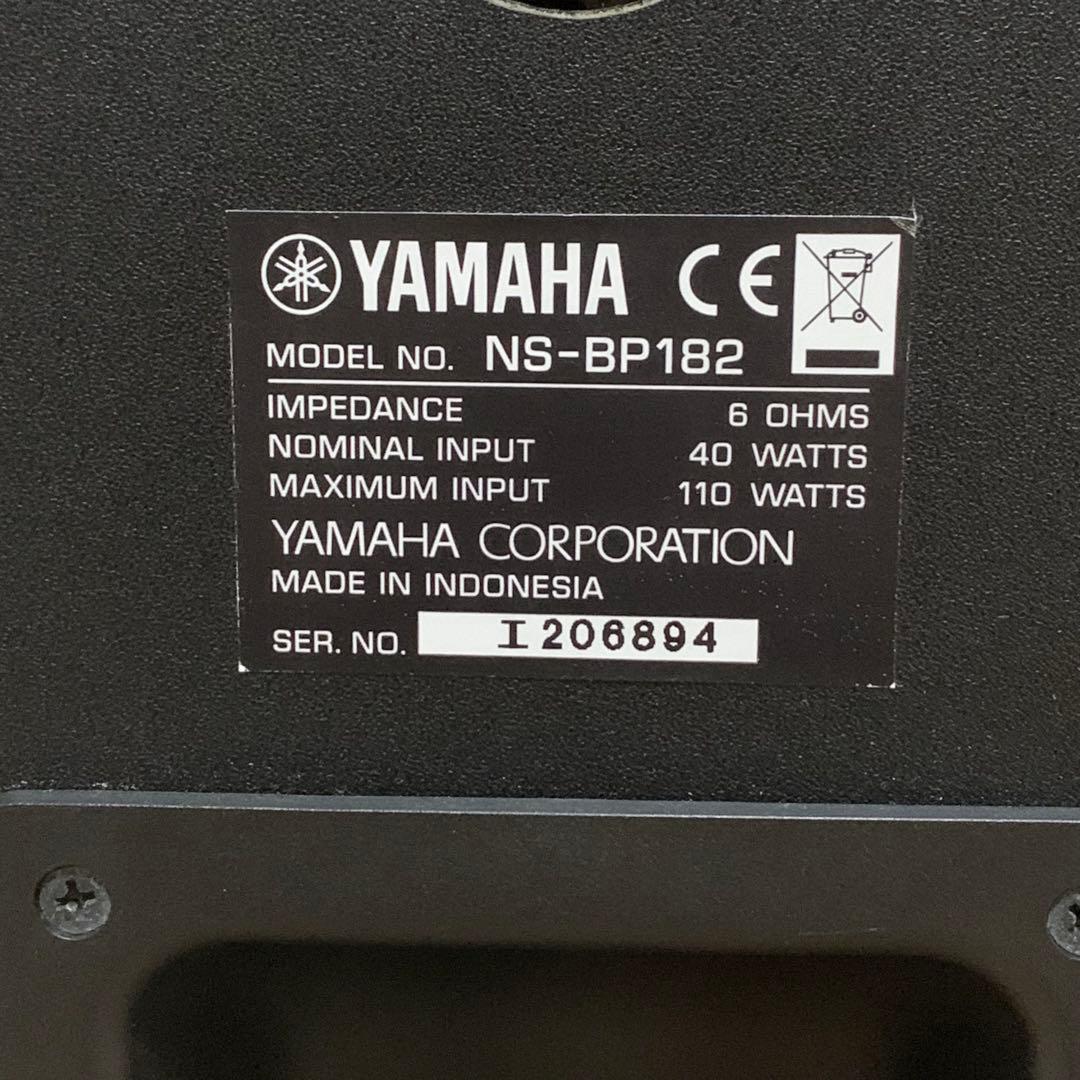 YAMAHA CE
MODEL NO. NS-BP182
IMPEDANCE 6 OHMS
NOMINAL INPUT 40 WATTS
MAXIMUM INPUT 110 WATTS
YAMAHA CORPORATION
MADE IN INDONESIA
SER. NO. I206894